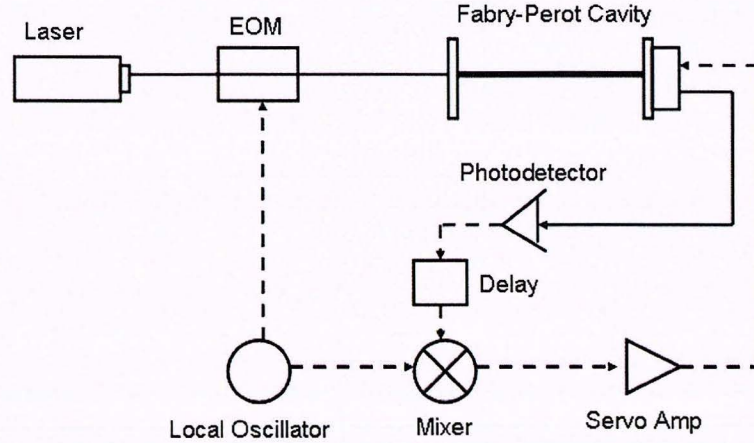 Fabry-Perot Cavity
Laser
EOM
Photodetector
Delay
Local Oscillator
Mixer
Servo Amp